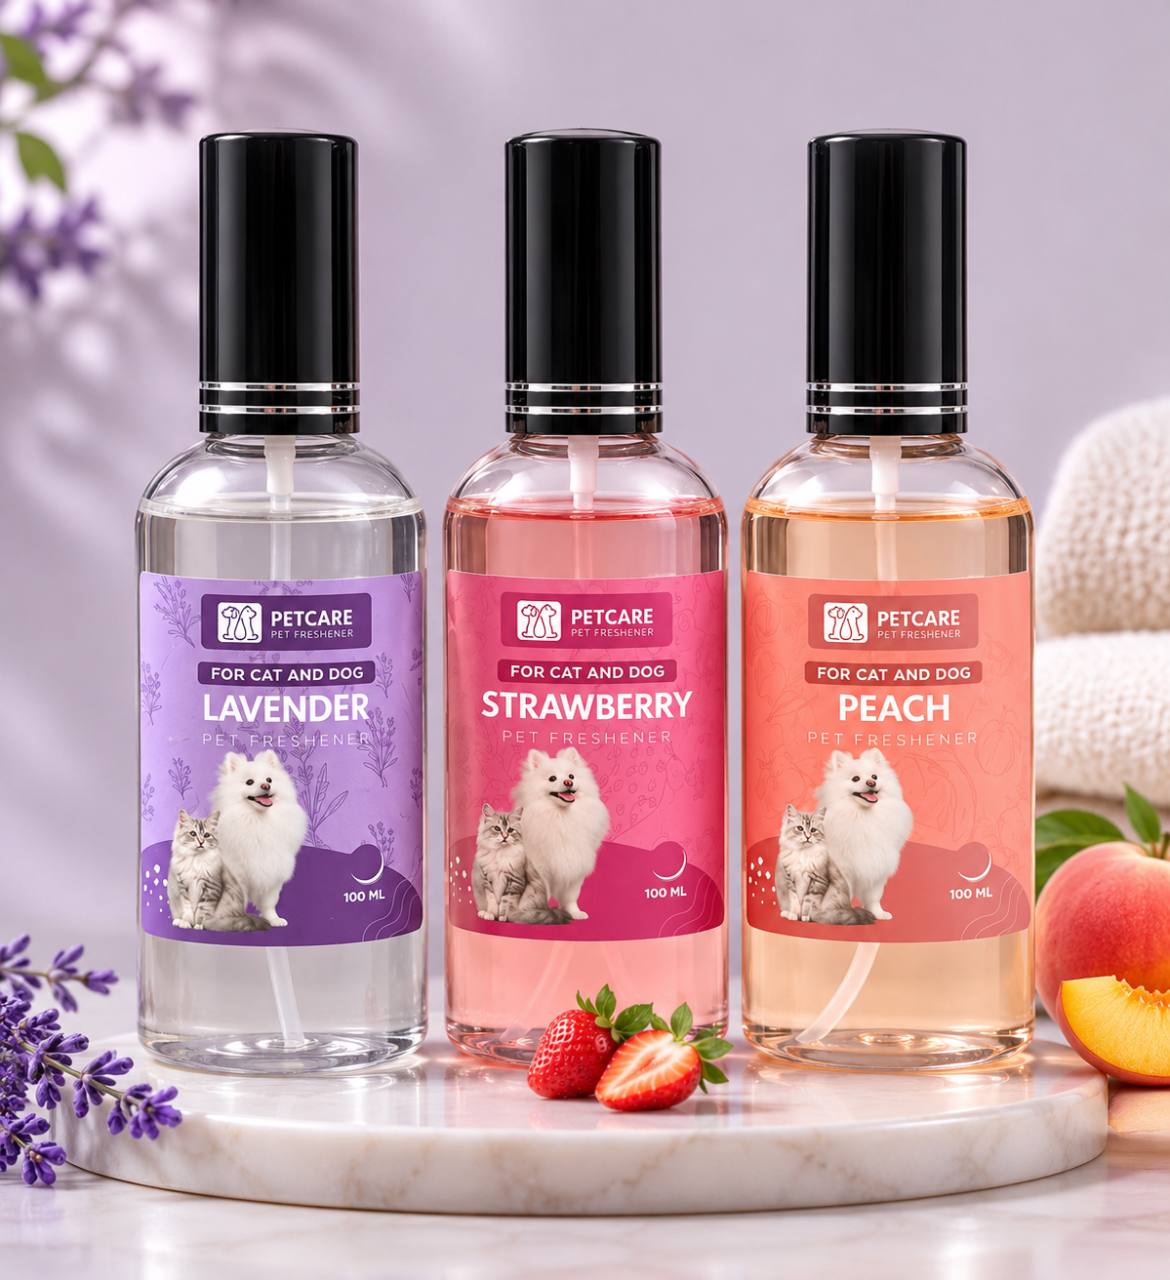 PETCARE
PET FRESHENER
FOR CAT AND DOG
LAVENDER
PET FRESHENER
100 ML
PETCARE
PET FRESHENER
FOR CAT AND DOG
STRAWBERRY
PET FRESHENER
100 ML
PETCARE
PET FRESHENER
FOR CAT AND DOG
PEACH
PET FRESHENER
100 ML